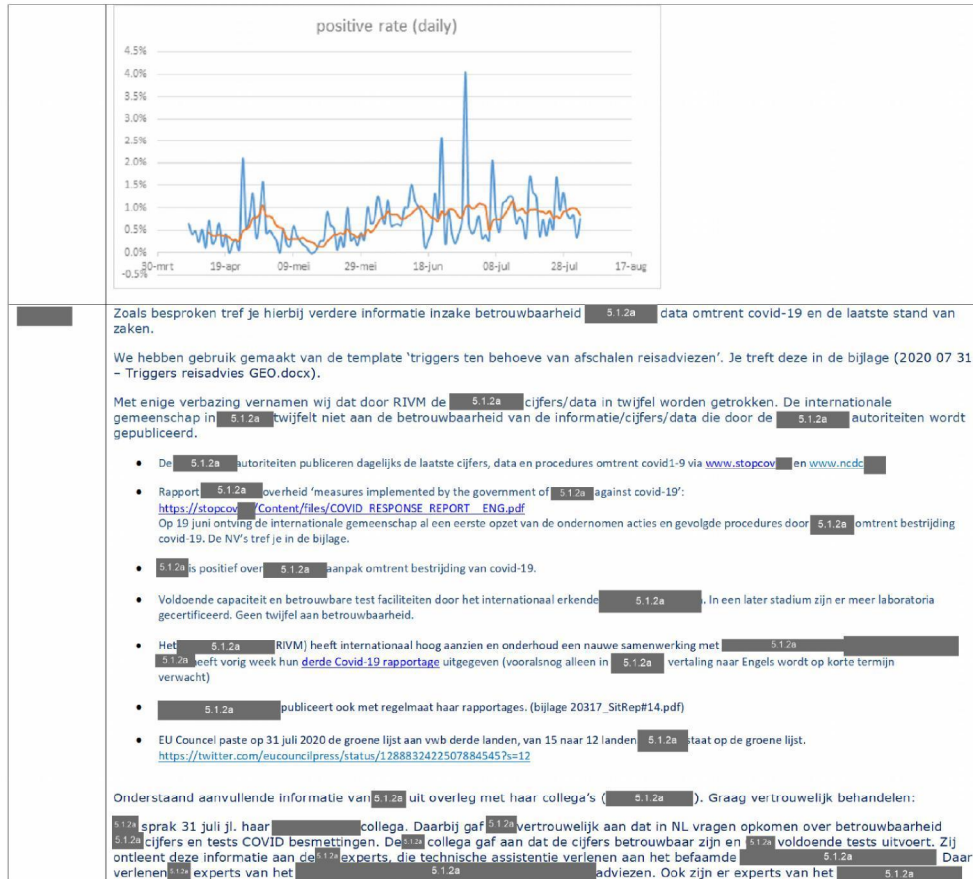 positive rate (daily)
4.5%
4.0%
3.5%
3.0%
2.5%
2.0%
1.5%
1.0%
0.5%
0.0%
-0.5%
30-mrt 19-apr 09-mei 29-mei 18-jun 08-jul 28-jul 17-aug
Zoals besproken tref je hierbij verdere informatie inzake betrouwbaarheid 5.1.2a data omtrent covid-19 en de laatste stand van
zaken.
We hebben gebruik gemaakt van de template ‘triggers ten behoeve van afschalen reisadviezen’. Je treft deze in de bijlage (2020 07 31
– Triggers reisadvies GEO.docx).
Met enige verbazing vernamen wij dat door RIVM de 5.1.2a cijfers/data in twijfel worden getrokken. De internationale
gemeenschap in 5.1.2a twijfelt niet aan de betrouwbaarheid van de informatie/cijfers/data die door de 5.1.2a autoriteiten wordt
gepubliceerd.
• De 5.1.2a autoriteiten publiceren dagelijks de laatste cijfers, data en procedures omtrent covid1-9 via www.stopcov en www.ncdc
• Rapport 5.1.2a overheid ‘measures implemented by the government of 5.1.2a against covid-19’:
https://stopcov /Content/files/COVID_RESPONSE_REPORT__ENG.pdf
Op 19 juni ontving de internationale gemeenschap al een eerste opzet van de ondernomen acties en gevolgde procedures door 5.1.2a omtrent bestrijding
covid-19. De NV’s tref je in de bijlage.
• 5.1.2a is positief over 5.1.2a aanpak omtrent bestrijding van covid-19.
• Voldoende capaciteit en betrouwbare test faciliteiten door het internationaal erkende 5.1.2a . In een later stadium zijn er meer laboratoria
gecertificeerd. Geen twijfel aan betrouwbaarheid.
• Het 5.1.2a RIVM) heeft internationaal hoog aanzien en onderhoud een nauwe samenwerking met 5.1.2a
5.1.2a heeft vorig week hun derde Covid-19 rapportage uitgegeven (vooralsnog alleen in 5.1.2a vertaling naar Engels wordt op korte termijn
verwacht)
• 5.1.2a publiceert ook met regelmaat haar rapportages. (bijlage 20317_SitRep#14.pdf)
• EU Councel paste op 31 juli 2020 de groene lijst aan vwb derde landen, van 15 naar 12 landen 5.1.2a staat op de groene lijst.
https://twitter.com/eucouncilpress/status/1288832422507884545?s=12
Onderstaand aanvullende informatie van 5.1.2a uit overleg met haar collega’s ( 5.1.2a ). Graag vertrouwelijk behandelen:
5.1.2a sprak 31 juli jl. haar collega. Daarbij gaf 5.1.2a vertrouwelijk aan dat in NL vragen opkomen over betrouwbaarheid
5.1.2a cijfers en tests COVID besmettingen. De 5.1.2a collega gaf aan dat de cijfers betrouwbaar zijn en 5.1.2a voldoende tests uitvoert. Zij
ontleent deze informatie aan de 5.1.2a experts, die technische assistentie verlenen aan het befaamde 5.1.2a Daar
verlenen 5.1.2a experts van het 5.1.2a adviezen. Ook zijn er experts van het 5.1.2a